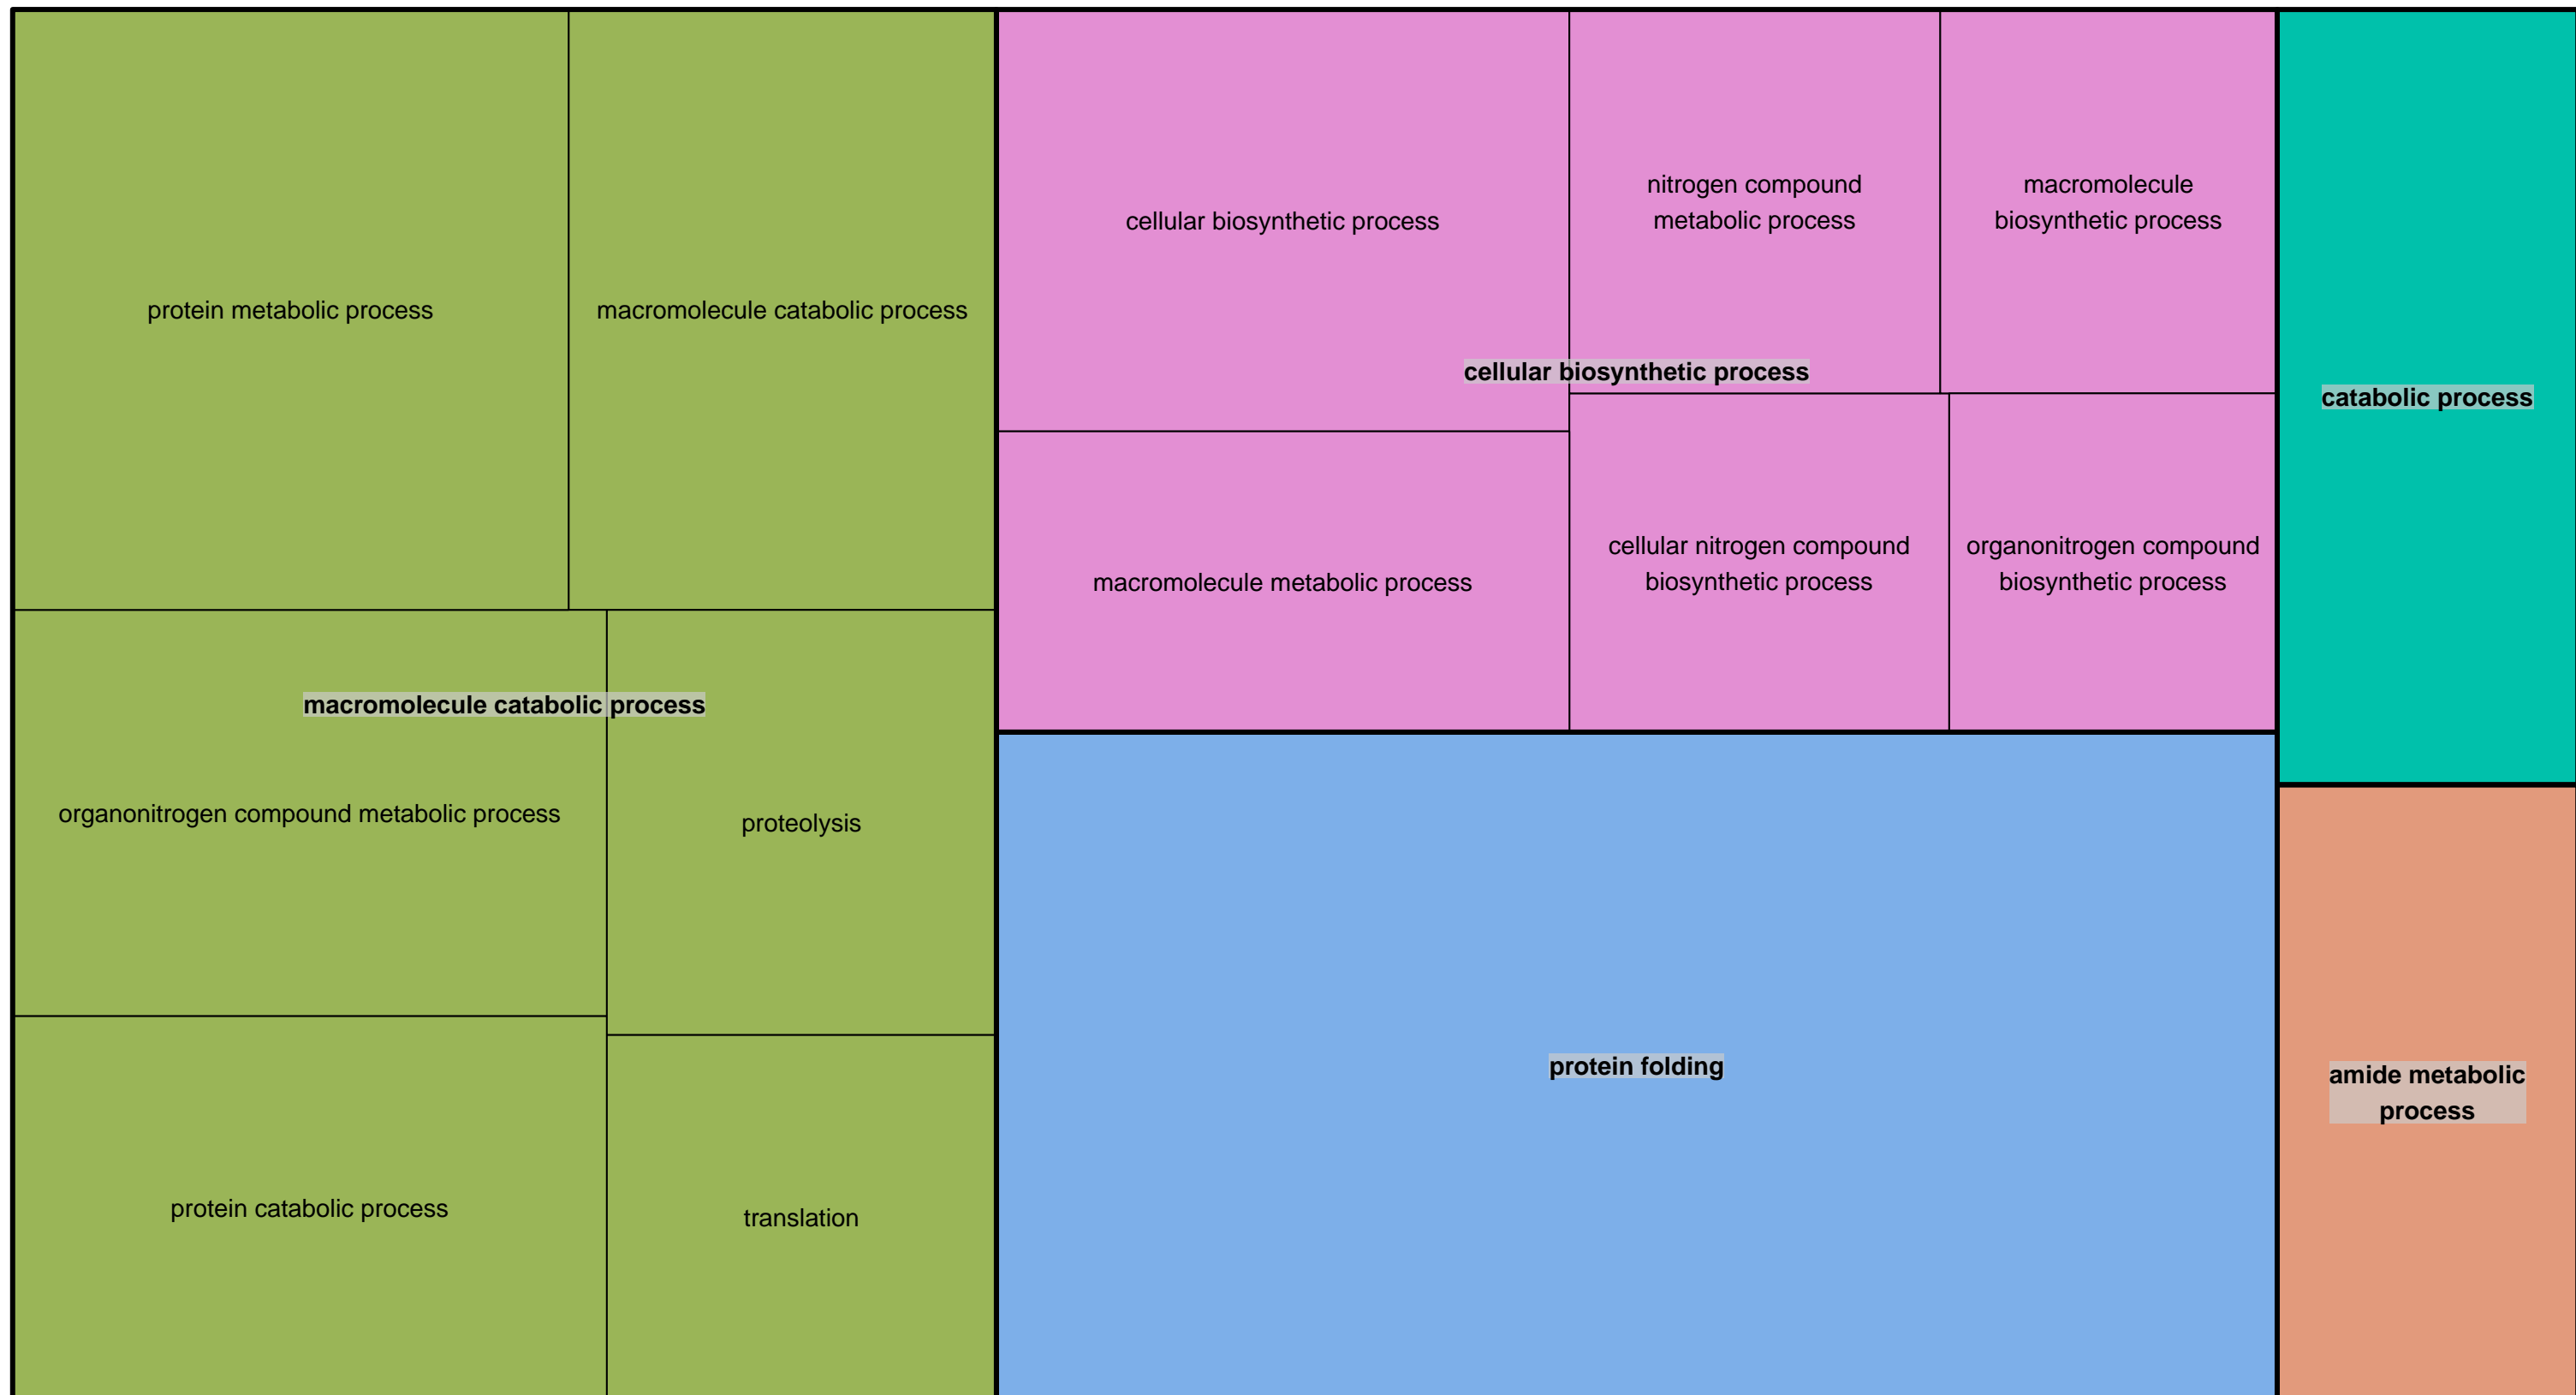 protein metabolic process
macromolecule catabolic process
macromolecule catabolic process
organonitrogen compound metabolic process
proteolysis
protein catabolic process
translation
cellular biosynthetic process
nitrogen compound
metabolic process
macromolecule
biosynthetic process
cellular biosynthetic process
macromolecule metabolic process
cellular nitrogen compound
biosynthetic process
organonitrogen compound
biosynthetic process
protein folding
catabolic process
amide metabolic
process